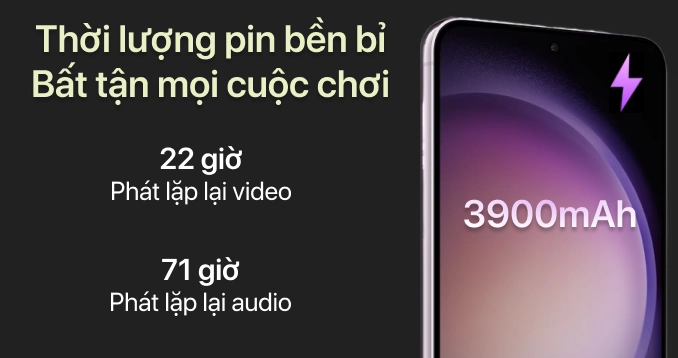 Thời lượng pin bền bỉ
Bất tận mọi cuộc chơi
22 giờ
Phát lặp lại video
71 giờ
Phát lặp lại audio
3900mAh